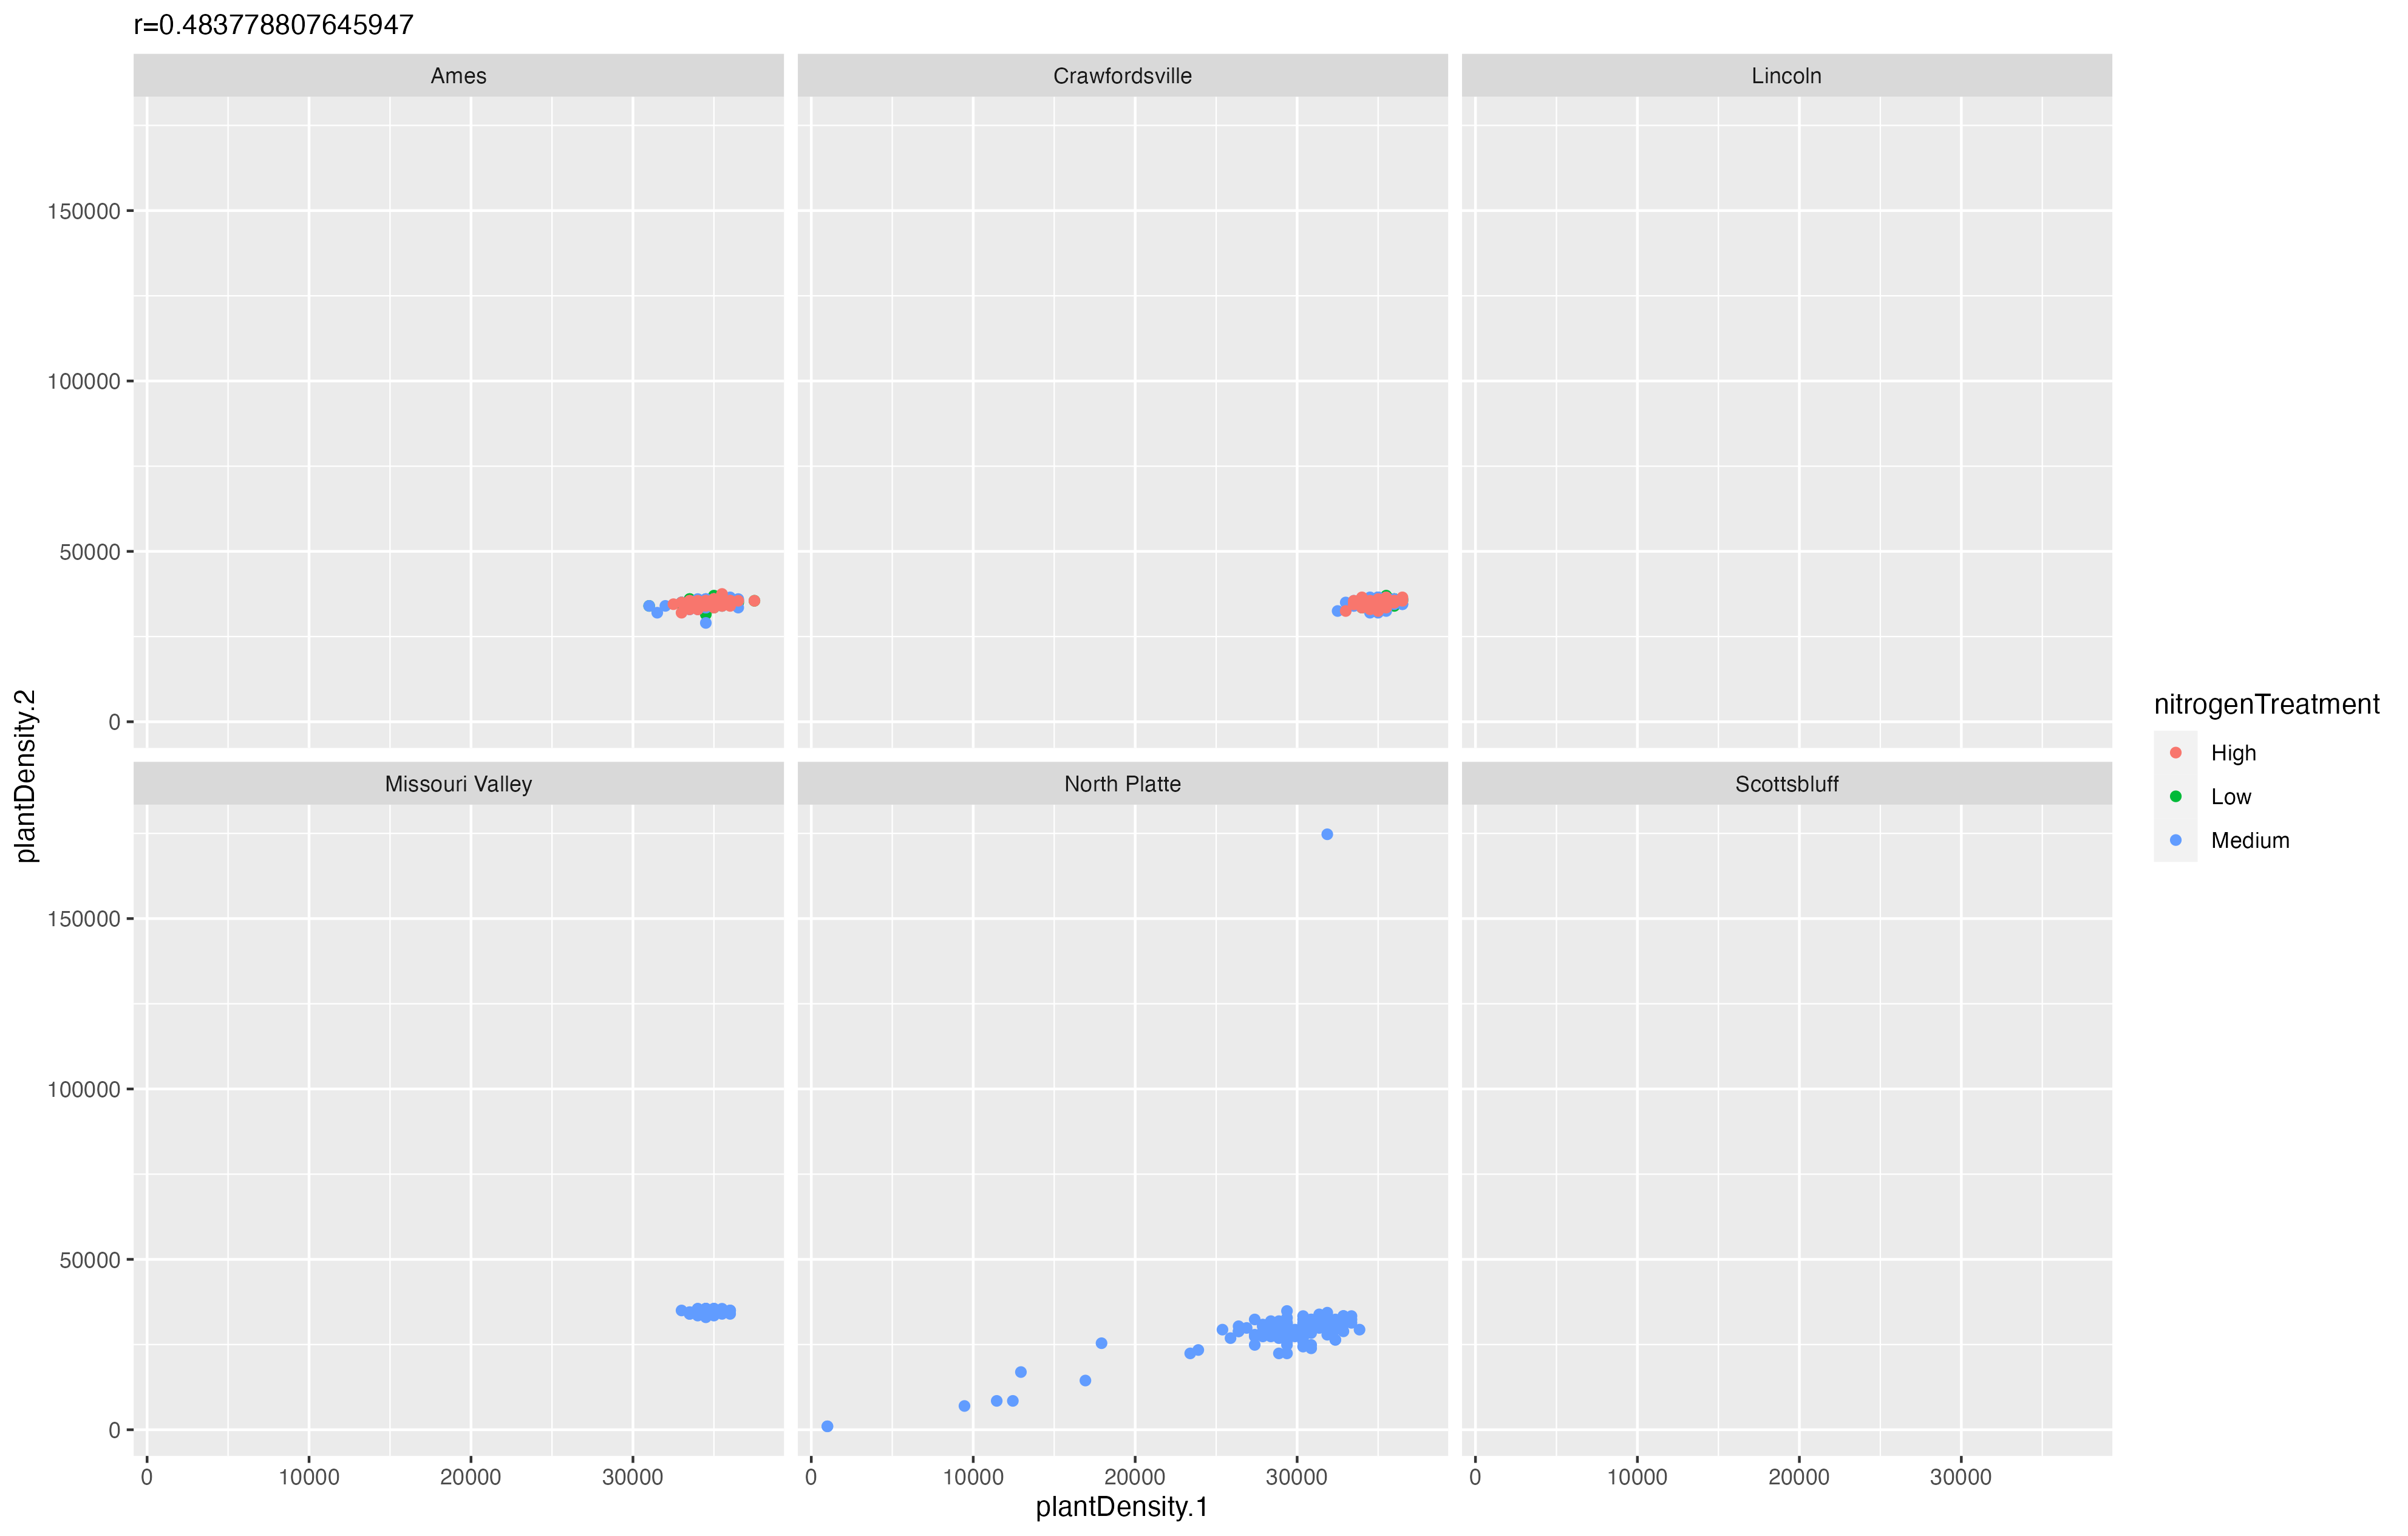 r=0.483778807645947
Ames
Crawfordsville
Lincoln
150000
100000
50000
0
Missouri Valley
North Platte
Scottsbluff
150000
100000
50000
0
0 10000 20000 30000
0 10000 20000 30000
0 10000 20000 30000
plantDensity.1
plantDensity.2
nitrogenTreatment
High
Low
Medium